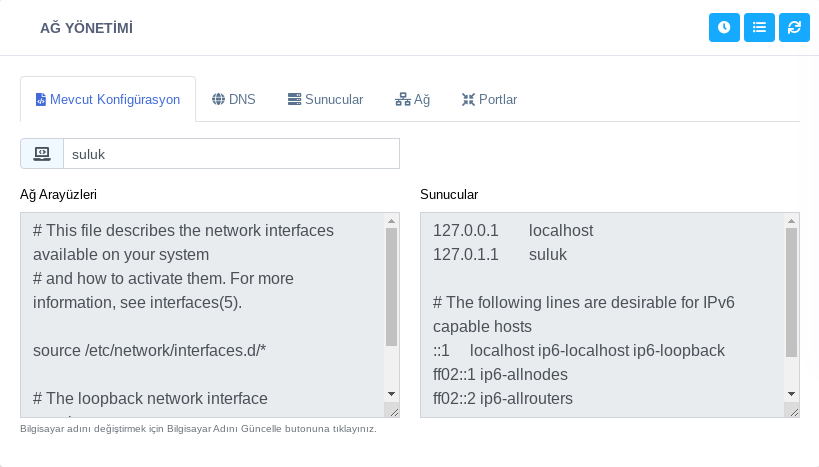 AĞ YÖNETİMİ
Mevcut Konfigürasyon
DNS
Sunucular
Ağ
Portlar
suluk
Ağ Arayüzleri
# This file describes the network interfaces
available on your system
# and how to activate them. For more
information, see interfaces(5).
source /etc/network/interfaces.d/*
# The loopback network interface
Sunucular
127.0.0.1 localhost
127.0.1.1 suluk
# The following lines are desirable for IPv6
capable hosts
::1 localhost ip6-localhost ip6-loopback
ff02::1 ip6-allnodes
ff02::2 ip6-allrouters
Bilgisayar adını değiştirmek için Bilgisayar Adını Güncelle butonuna tıklayınız.